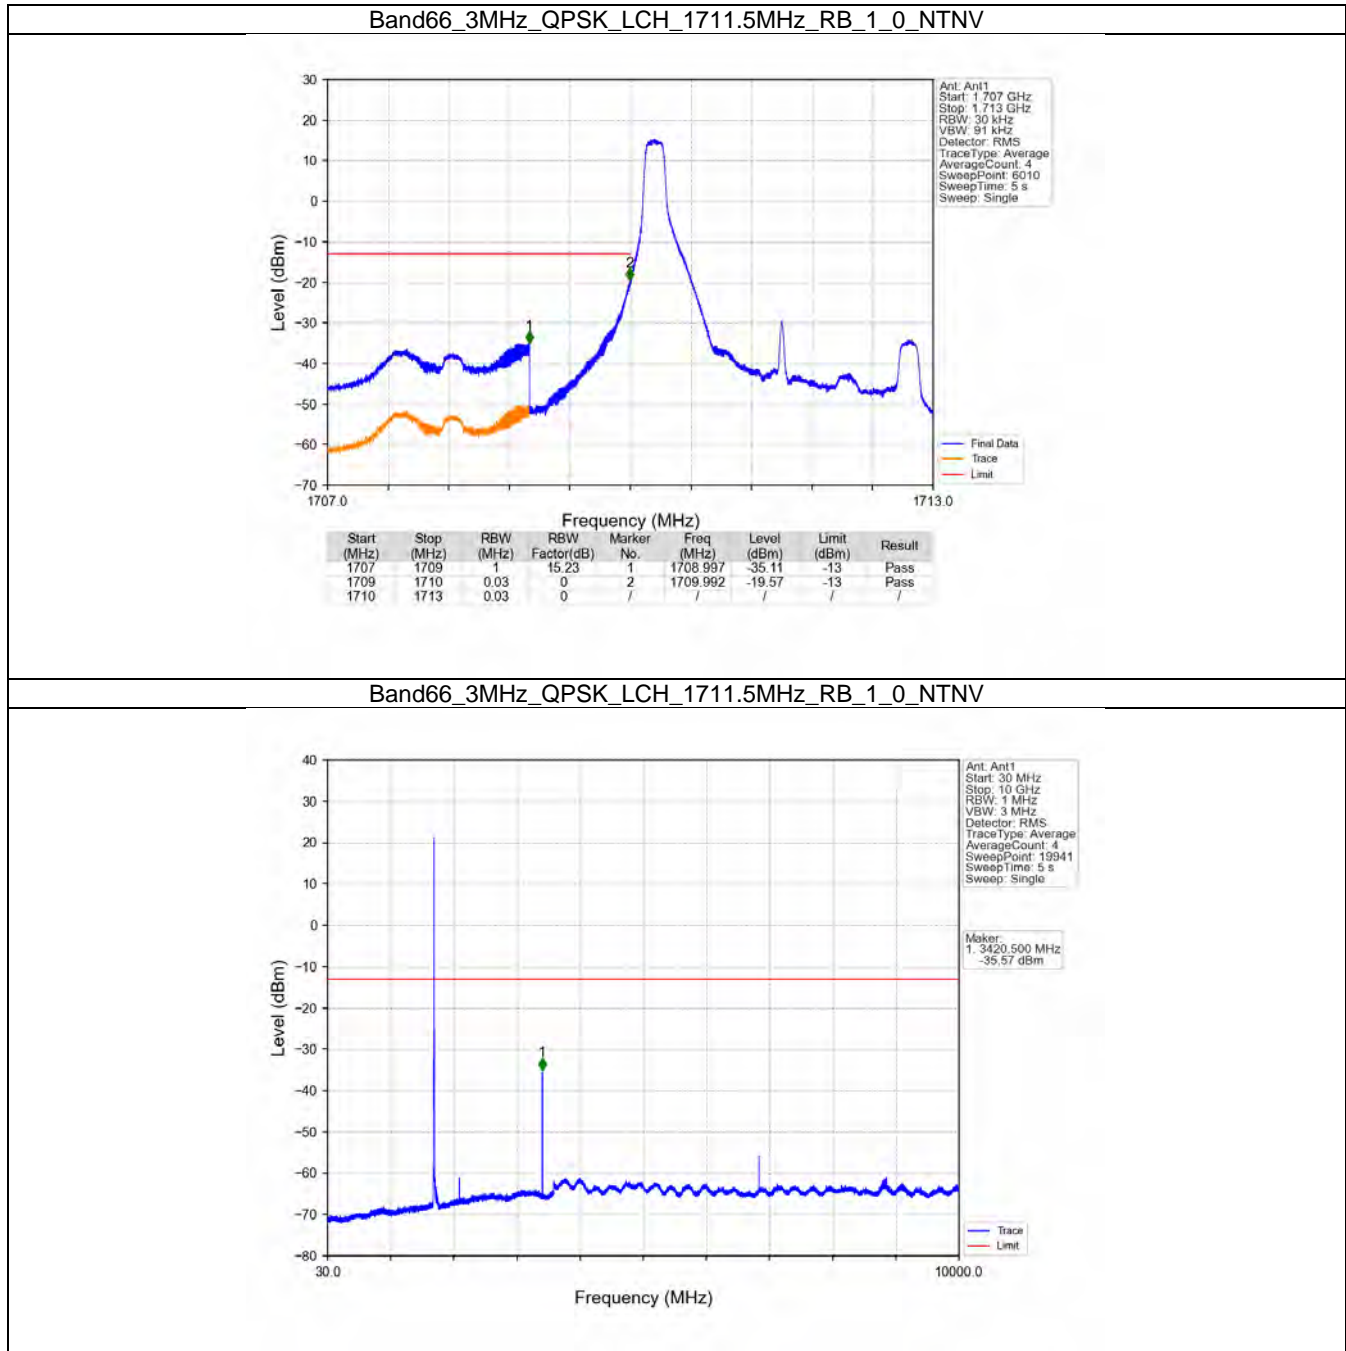 Band66_3MHz_QPSK_LCH_1711.5MHz_RB_1_0_NTNV
Ant: Ant1
Start: 1.707 GHz
Stop: 1.713 GHz
RBW: 30 kHz
VBW: 91 kHz
Detector: RMS
TraceType: Average
AverageCount: 4
SweepPoint: 6010
SweepTime: 5 s
Sweep: Single
30
20
10
0
−10
−20
−30
−40
−50
−60
−70
Level (dBm)
1
2
Final Data
Trace
Limit
1707.0 1713.0
Frequency (MHz)
Start (MHz) Stop (MHz) RBW (MHz) RBW Factor(dB) Marker No. Freq (MHz) Level (dBm) Limit (dBm) Result
1707 1709 1 15.23 1 1708.997 -35.11 -13 Pass
1709 1710 0.03 0 2 1709.992 -19.57 -13 Pass
1710 1713 0.03 0 / / / / /
Band66_3MHz_QPSK_LCH_1711.5MHz_RB_1_0_NTNV
Ant: Ant1
Start: 30 MHz
Stop: 10 GHz
RBW: 1 MHz
VBW: 3 MHz
Detector: RMS
TraceType: Average
AverageCount: 4
SweepPoint: 19941
SweepTime: 5 s
Sweep: Single
Maker:
1. 3420.500 MHz
-35.57 dBm
40
30
20
10
0
−10
−20
−30
−40
−50
−60
−70
−80
Level (dBm)
1
Trace
Limit
30.0 10000.0
Frequency (MHz)